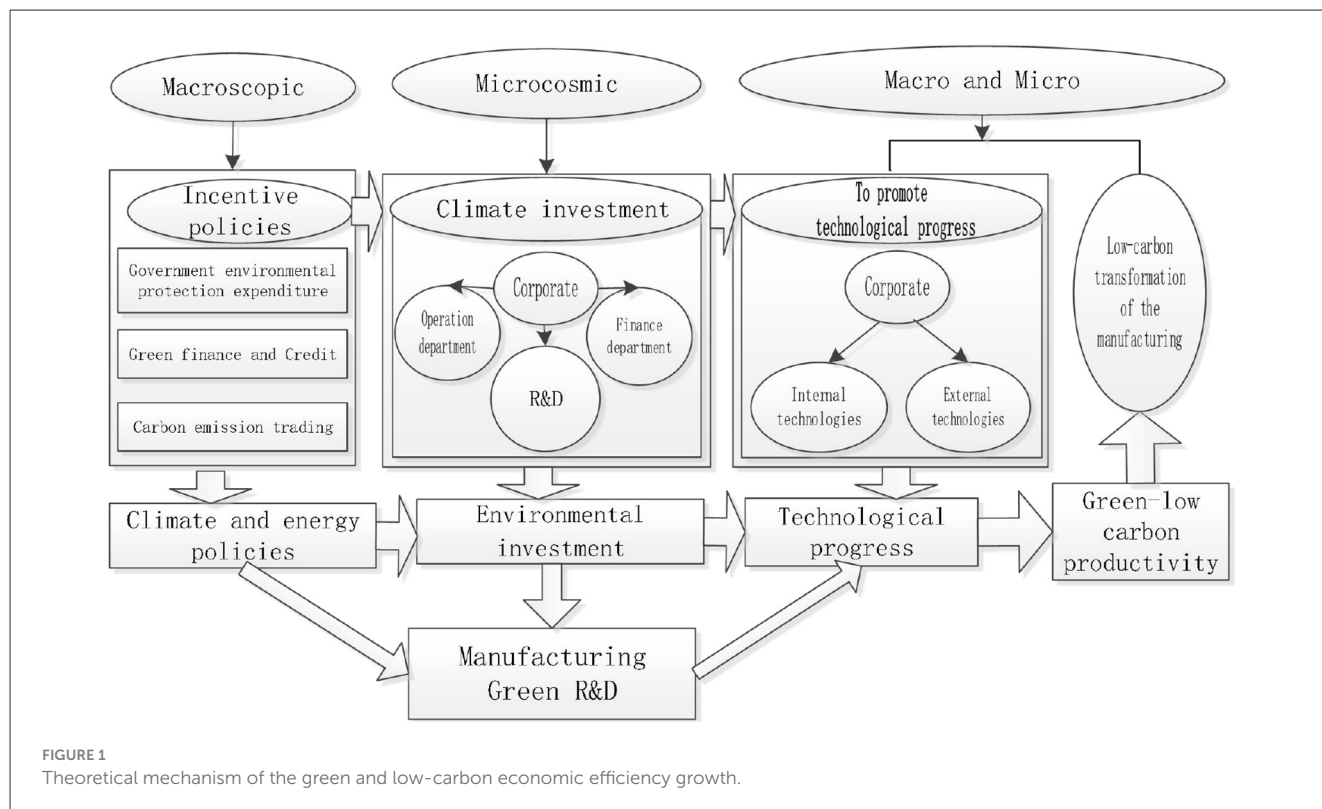 Macroscopic
Microcosmic
Macro and Micro
Incentive
policies
Government environmental
protection expenditure
Green finance and Credit
Carbon emission trading
Climate investment
Corporate
Operation
department
Finance
department
R&D
To promote
technological progress
Corporate
Internal
technologies
External
technologies
Low-carbon
transformation
of the
manufacturing
Climate and energy
policies
Environmental
investment
Technological
progress
Green-low
carbon
productivity
Manufacturing
Green R&D
FIGURE 1
Theoretical mechanism of the green and low-carbon economic efficiency growth.